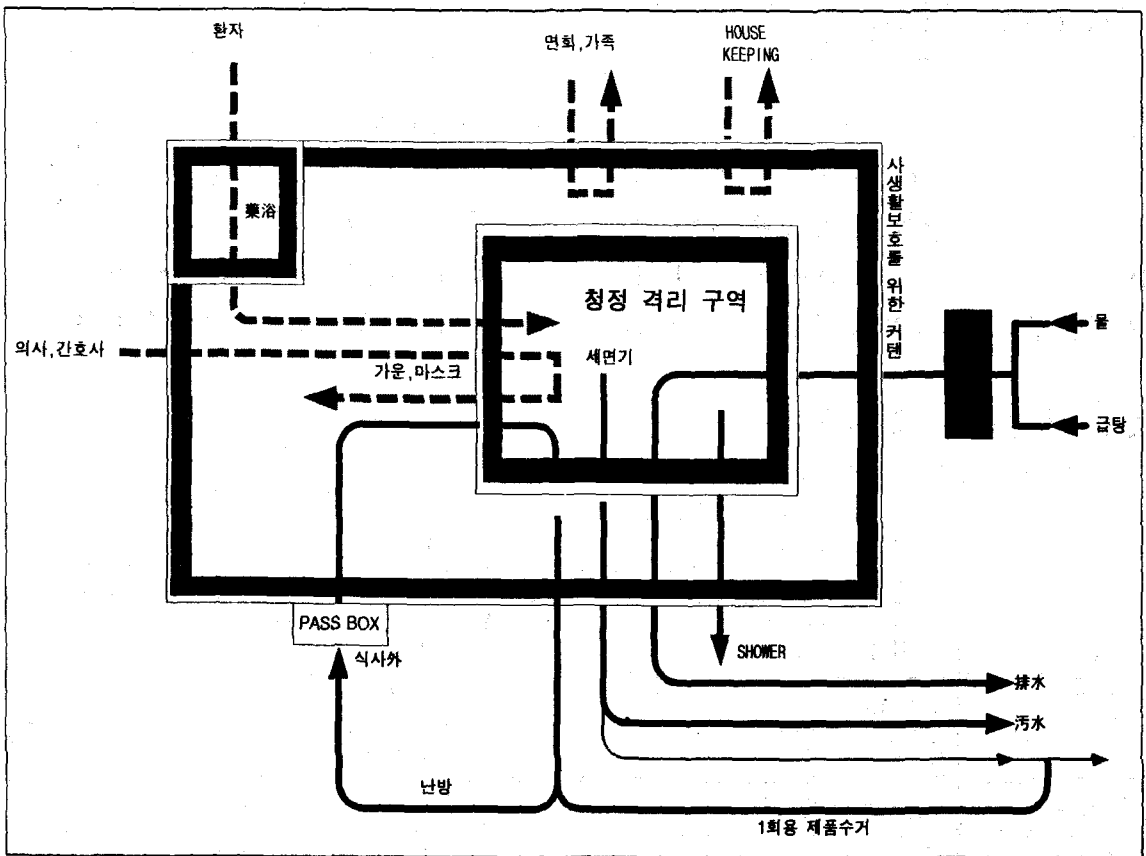 환자
면회,가족
HOUSE
KEEPING
藥浴
사생활보호를 위한 커텐
청정 격리 구역
의사,간호사
세면기
가운,마스크
물
급탕
PASS BOX
식사外
SHOWER
排水
汚水
난방
1회용 제품수거